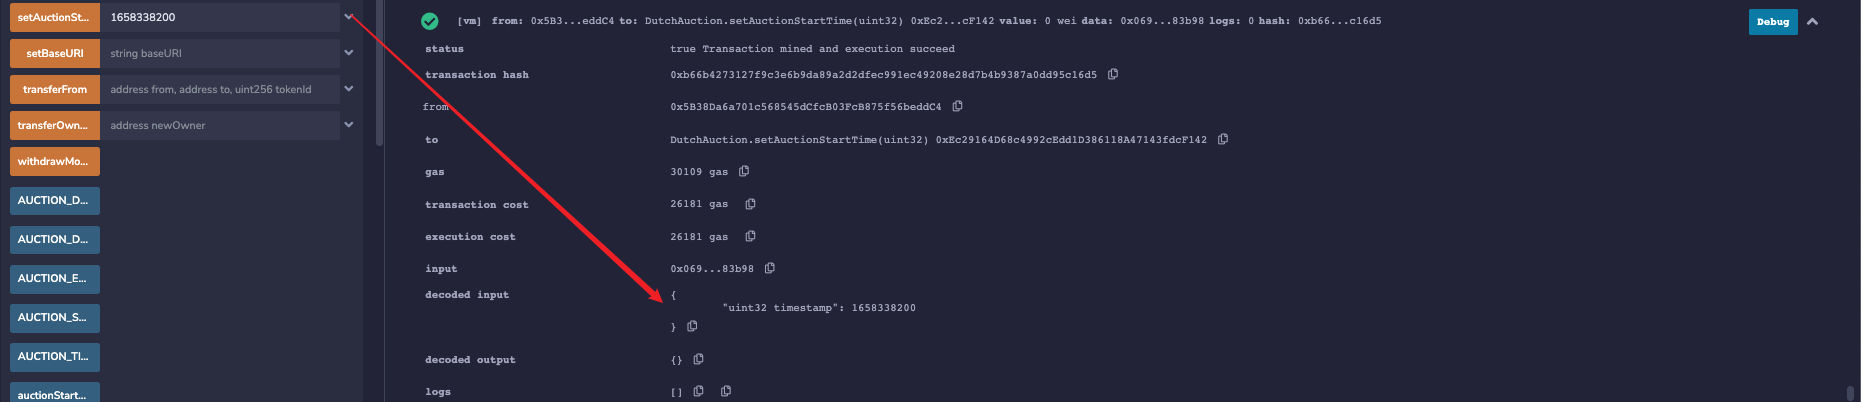 setAuctionSt...
1658338200
setBaseURI
string baseURI
transferFrom
address from, address to, uint256 tokenId
transferOwn...
address newOwner
withdrawMo...
AUCTION_D...
AUCTION_D...
AUCTION_E...
AUCTION_S...
AUCTION_TI...
auctionStart...
[vm] from: 0x5B3...eddC4 to: DutchAuction.setAuctionStartTime(uint32) 0xEc2...cF142 value: 0 wei data: 0x069...83b98 logs: 0 hash: 0xb66...c16d5
Debug
status true Transaction mined and execution succeed
transaction hash 0xb66b4273127f9c3e6b9da89a2d2dfec991ec49208e28d7b4b9387a0dd95c16d5
from 0x5B38Da6a701c568545dCfcB03FcB875f56beddC4
to DutchAuction.setAuctionStartTime(uint32) 0xEc29164D68c4992cEdd1D386118A47143fdcF142
gas 30109 gas
transaction cost 26181 gas
execution cost 26181 gas
input 0x069...83b98
decoded input {
"uint32 timestamp": 1658338200
}
decoded output {}
logs []